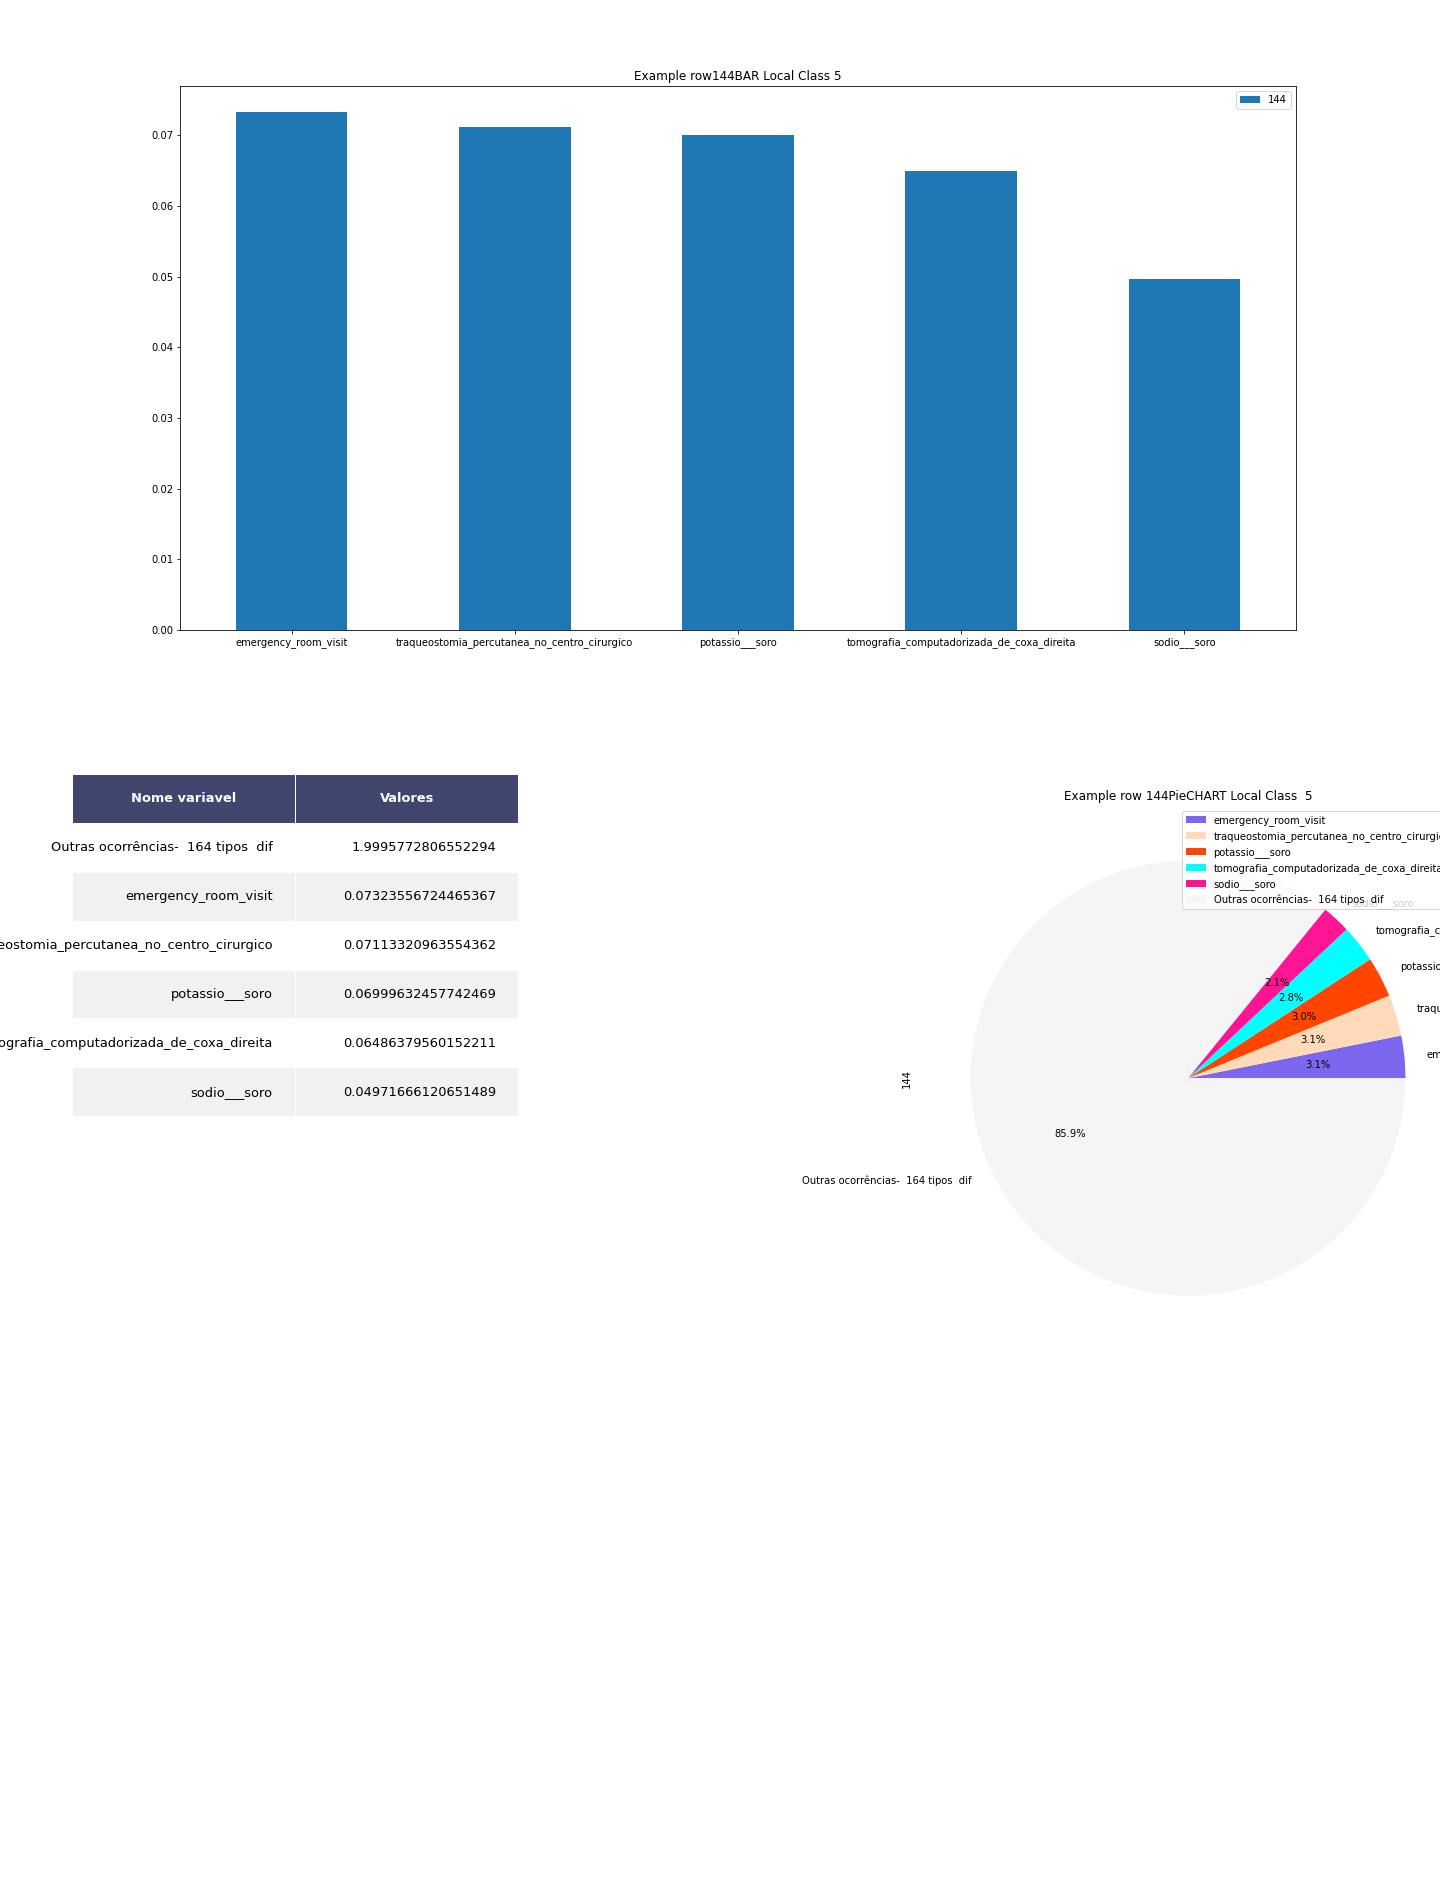 Example row144BAR Local Class 5
144
0.07
0.06
0.05
0.04
0.03
0.02
0.01
0.00
emergency_room_visit traqueostomia_percutanea_no_centro_cirurgico potassio___soro tomografia_computadorizada_de_coxa_direita sodio___soro
Nome variavel Valores
Outras ocorrências-  164 tipos  dif 1.9995772806552294
emergency_room_visit 0.07323556724465367
eostomia_percutanea_no_centro_cirurgico 0.07113320963554362
potassio___soro 0.06999632457742469
ografia_computadorizada_de_coxa_direita 0.06486379560152211
sodio___soro 0.04971666120651489
Example row 144PieCHART Local Class  5
emergency_room_visit
traqueostomia_percutanea_no_centro_cirurgi
potassio___soro
tomografia_computadorizada_de_coxa_direita
sodio___soro
Outras ocorrências-  164 tipos  dif
sodio___soro
tomografia_c
potassio
traqu
em
2.1%
2.8%
3.0%
3.1%
3.1%
144
85.9%
Outras ocorrências-  164 tipos  dif